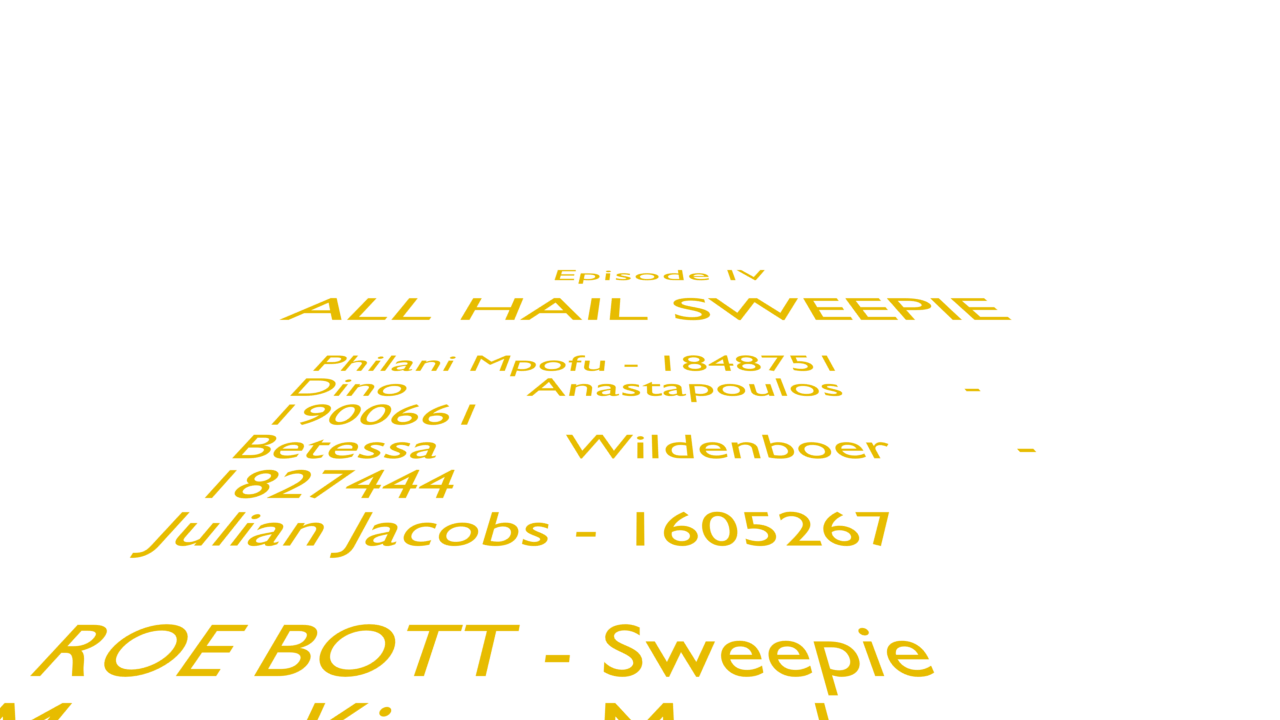 Episode IV
ALL HAIL SWEEPIE
Philani Mpofu - 1848751
Dino Anastapoulos -
1900661
Betessa Wildenboer -
1827444
Julian Jacobs - 1605267
ROE BOTT - Sweepie